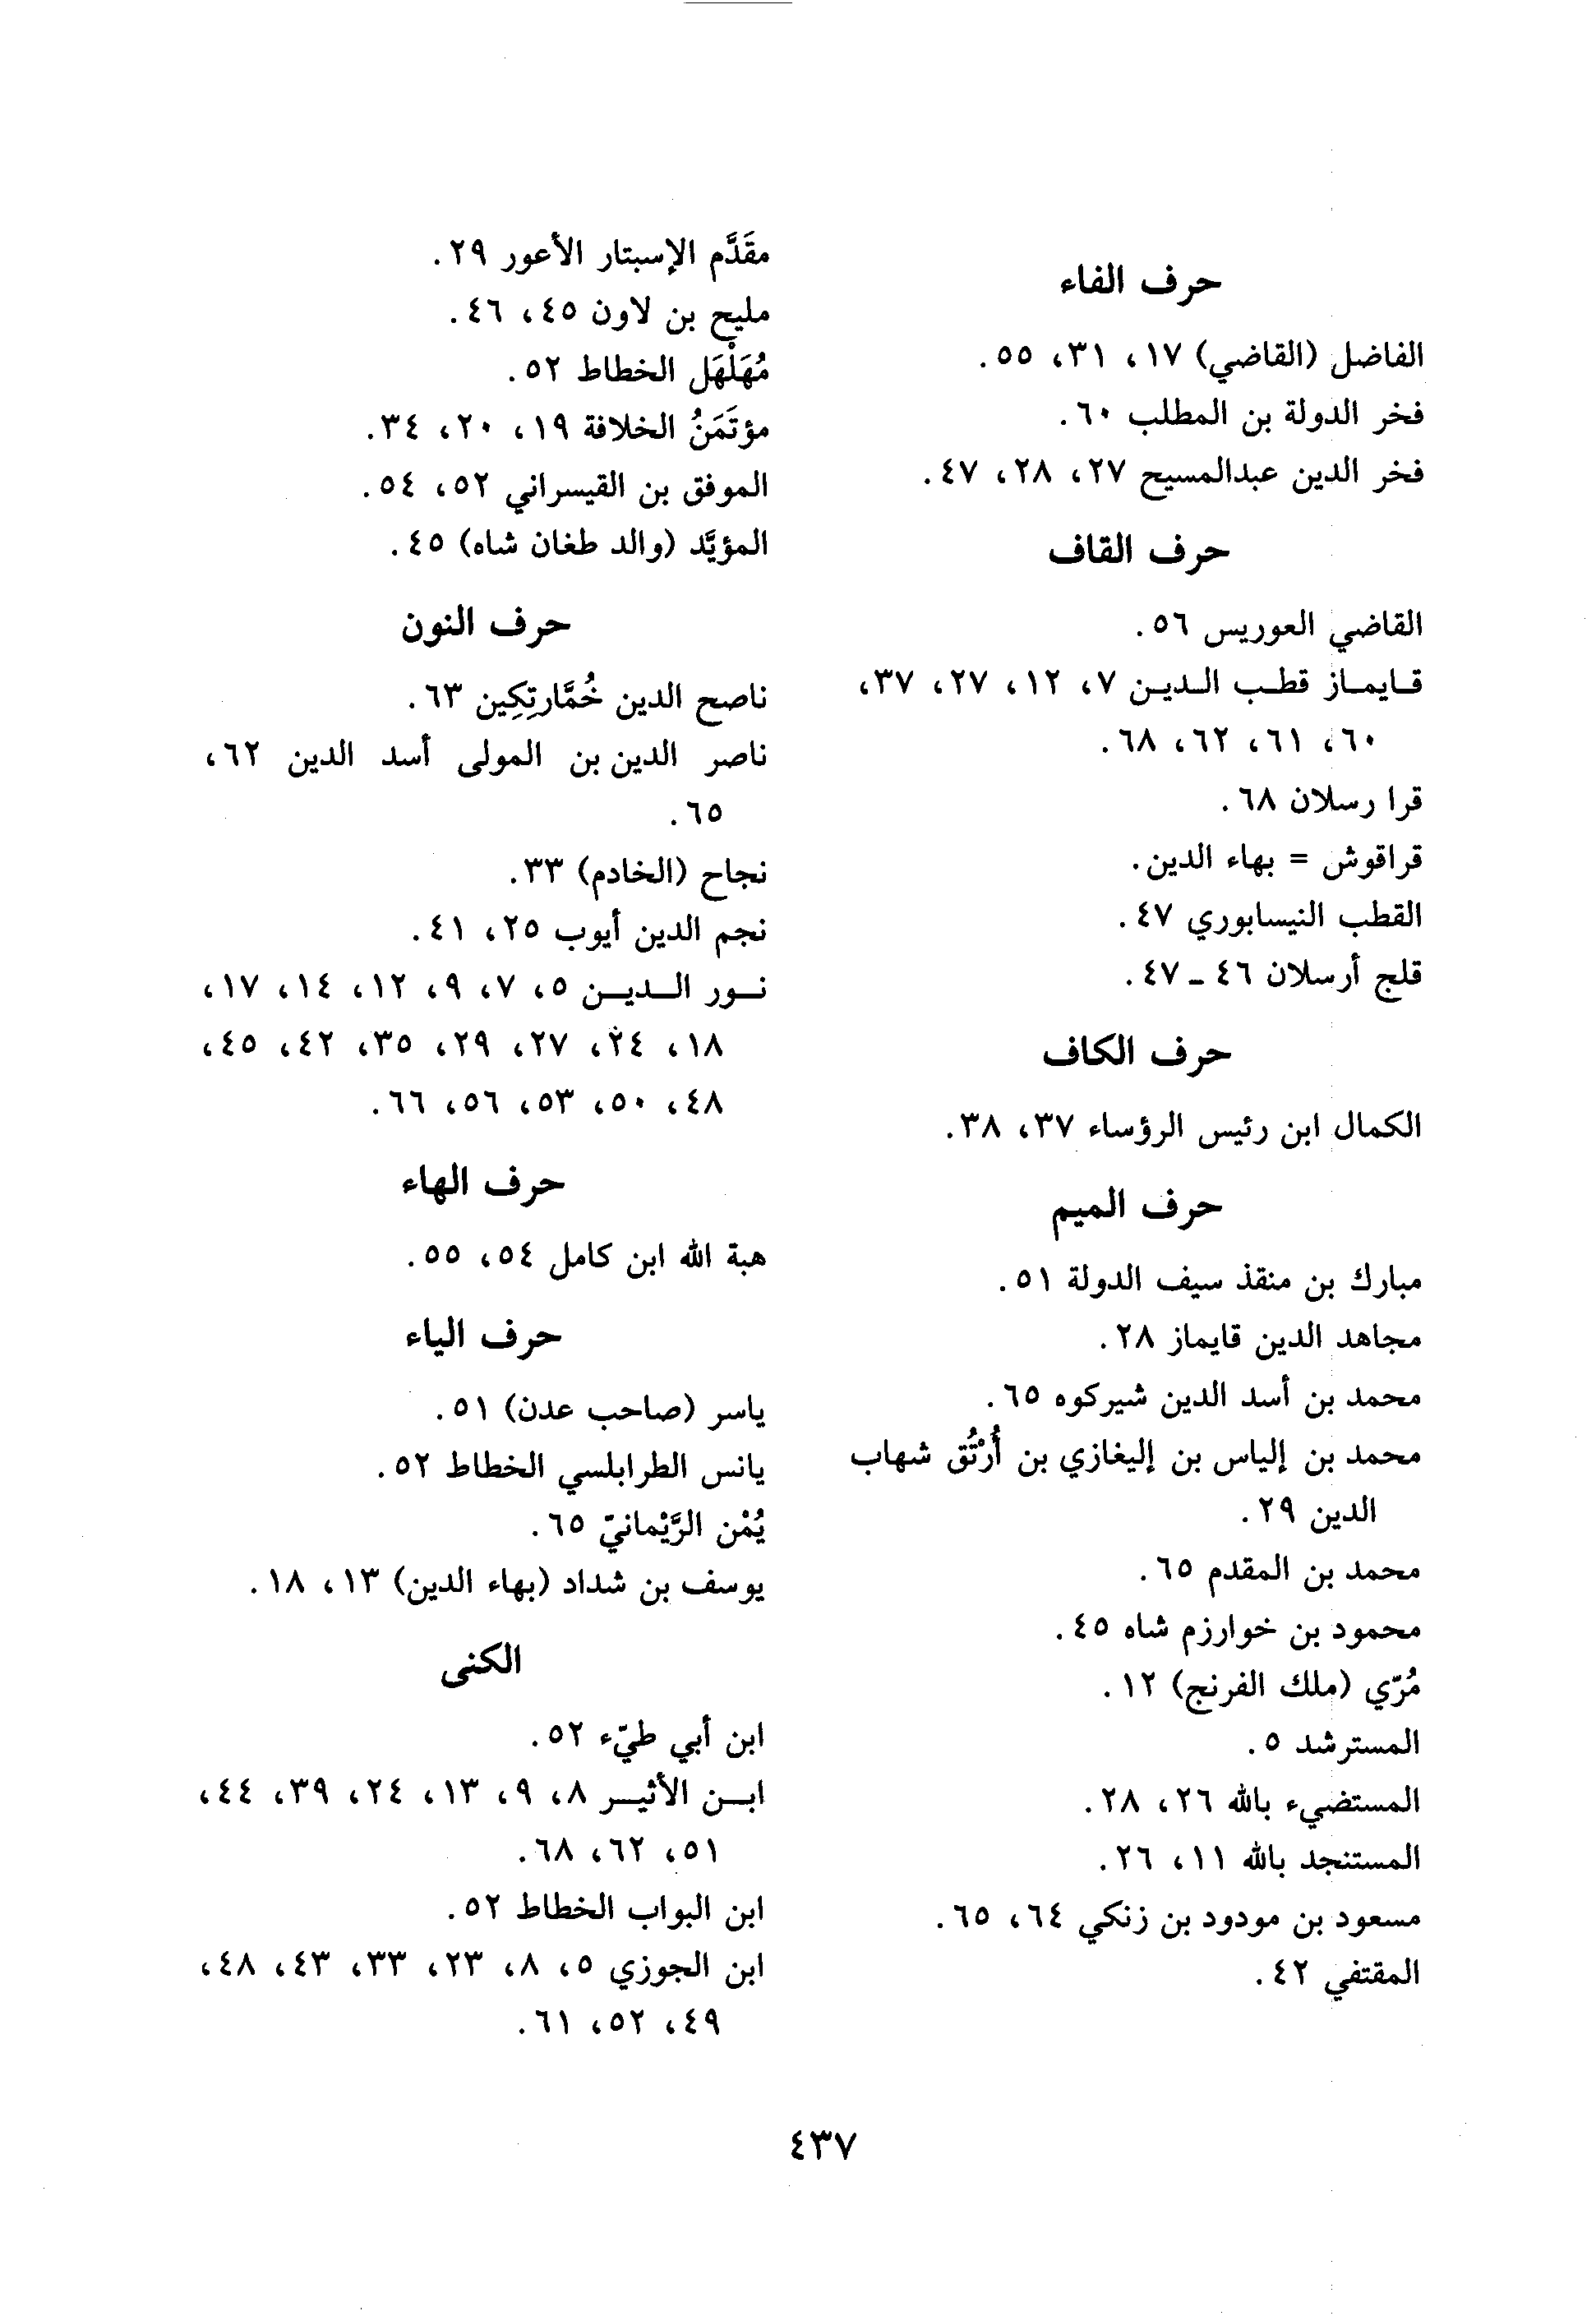 حرف الفاء
الفاضل (القاضي) ١٧، ٣١، ٥٥.
فخر الدولة بن المطلب ٦٠.
فخر الدين عبدالمسيح ٢٧، ٢٨، ٤٧.
حرف القاف
القاضي العوريس ٥٦.
قـايمـاز قطـب الـديـن ٧، ١٢، ٢٧، ٣٧،
٦٠، ٦١، ٦٢، ٦٨.
قرا رسلان ٦٨.
قراقوش = بهاء الدين.
القطب النيسابوري ٤٧.
قلج أرسلان ٤٦ - ٤٧.
حرف الكاف
الكمال ابن رئيس الرؤساء ٣٧، ٣٨.
حرف الميم
مبارك بن منقذ سيف الدولة ٥١.
مجاهد الدين قايماز ٢٨.
محمد بن أسد الدين شيركوه ٦٥.
محمد بن إلياس بن إليغازي بن أُرْتُق شهاب
الدين ٢٩.
محمد بن المقدم ٦٥.
محمود بن خوارزم شاه ٤٥.
مُرّي (ملك الفرنج) ١٢.
المسترشد ٥.
المستضيء بالله ٢٦، ٢٨.
المستنجد بالله ١١، ٢٦.
مسعود بن مودود بن زنكي ٦٤، ٦٥.
المقتفي ٤٢.
مقَدَّم الإسبتار الأعور ٢٩.
مليح بن لاون ٤٥، ٤٦.
مُهَلْهَل الخطاط ٥٢.
مؤتَمَنُ الخلافة ١٩، ٢٠، ٣٤.
الموفق بن القيسراني ٥٢، ٥٤.
المؤيَّد (والد طغان شاه) ٤٥.
حرف النون
ناصح الدين خُمَّارتِكِين ٦٣.
ناصر الدين بن المولى أسد الدين ٦٢،
٦٥.
نجاح (الخادم) ٣٣.
نجم الدين أيوب ٢٥، ٤١.
نـور الـديـن ٥، ٧، ٩، ١٢، ١٤، ١٧،
١٨، ٢٤، ٢٧، ٢٩، ٣٥، ٤٢، ٤٥،
٤٨، ٥٠، ٥٣، ٥٦، ٦٦.
حرف الهاء
هبة الله ابن كامل ٥٤، ٥٥.
حرف الياء
ياسر (صاحب عدن) ٥١.
يانس الطرابلسي الخطاط ٥٢.
يُمْن الرَّيْمانيّ ٦٥.
يوسف بن شداد (بهاء الدين) ١٣، ١٨.
الكنى
ابن أبي طيّء ٥٢.
ابـن الأثيـر ٨، ٩، ١٣، ٢٤، ٣٩، ٤٤،
٥١، ٦٢، ٦٨.
ابن البواب الخطاط ٥٢.
ابن الجوزي ٥، ٨، ٢٣، ٣٣، ٤٣، ٤٨،
٤٩، ٥٢، ٦١.
٤٣٧